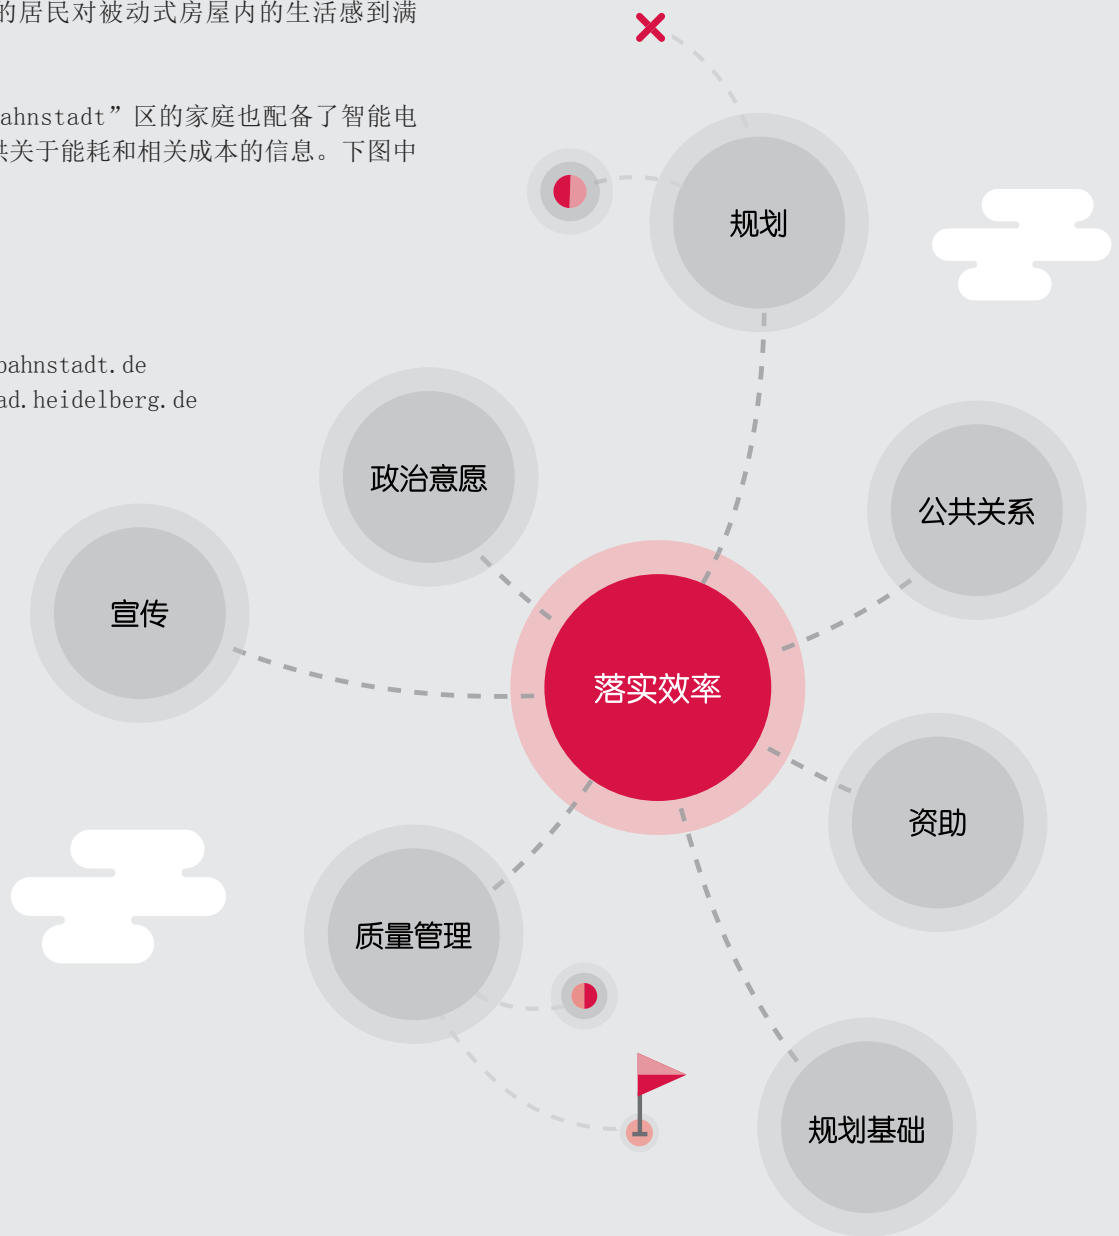 的居民对被动式房屋内的生活感到满
ahnstadt”区的家庭也配备了智能电
供关于能耗和相关成本的信息。下图中
bahnstadt.de
ad.heidelberg.de
规划
政治意愿
公共关系
宣传
落实效率
资助
质量管理
规划基础